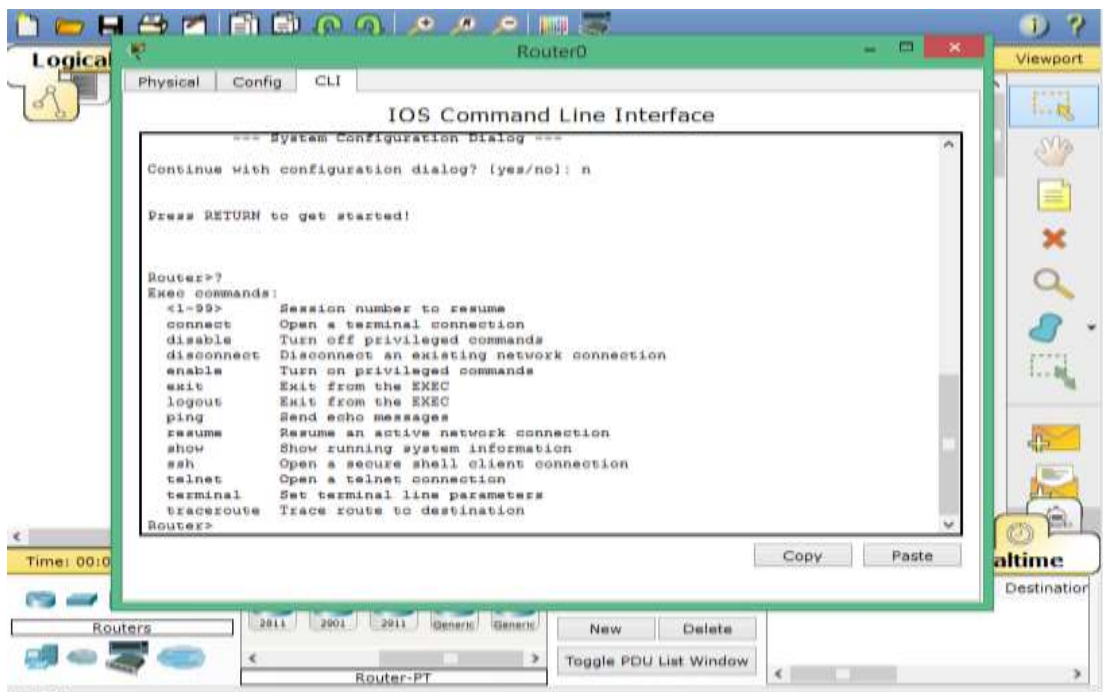 Logical
Router0
Viewport
Physical
Config
CLI
IOS Command Line Interface
--- System Configuration Dialog ---
Continue with configuration dialog? [yes/no]: n
Press RETURN to get started!
Router>?
Exec commands:
<1-99> Session number to resume
connect Open a terminal connection
disable Turn off privileged commands
disconnect Disconnect an existing network connection
enable Turn on privileged commands
exit Exit from the EXEC
logout Exit from the EXEC
ping Send echo messages
resume Resume an active network connection
show Show running system information
ssh Open a secure shell client connection
telnet Open a telnet connection
terminal Set terminal line parameters
traceroute Trace route to destination
Router>
Copy
Paste
Time: 00:0
altime
Destination
Routers
2811
2901
2911
Generic
Generic
New
Delete
Toggle PDU List Window
Router-PT